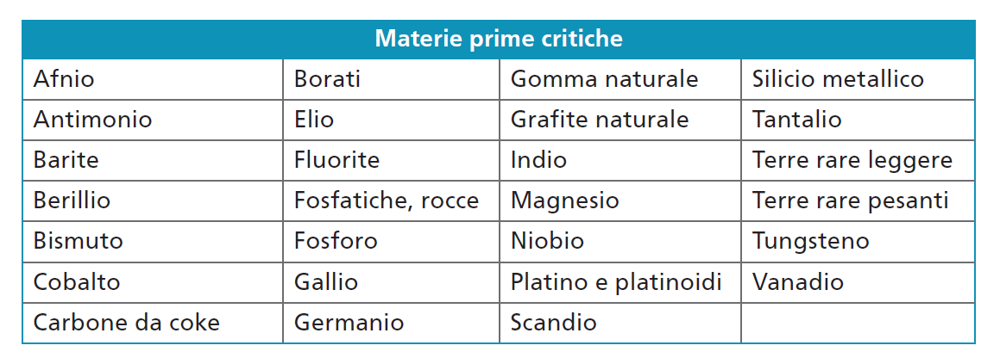 Materie prime critiche
Afnio Borati Gomma naturale Silicio metallico
Antimonio Elio Grafite naturale Tantalio
Barite Fluorite Indio Terre rare leggere
Berillio Fosfatiche, rocce Magnesio Terre rare pesanti
Bismuto Fosforo Niobio Tungsteno
Cobalto Gallio Platino e platinoidi Vanadio
Carbone da coke Germanio Scandio